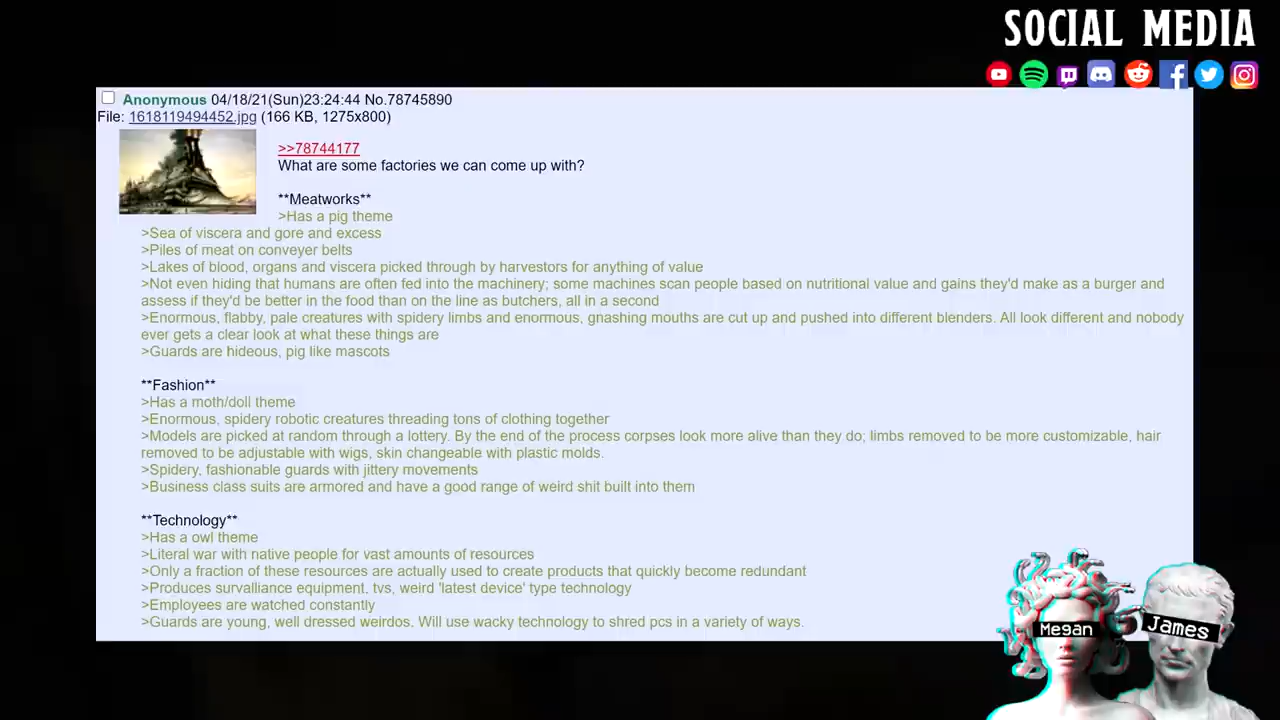 SOCIAL MEDIA
Anonymous 04/18/21(Sun)23:24:44 No.78745890
File: 1618119494452.jpg (166 KB, 1275x800)
>>78744177
What are some factories we can come up with?
**Meatworks**
>Has a pig theme
>Sea of viscera and gore and excess
>Piles of meat on conveyer belts
>Lakes of blood, organs and viscera picked through by harvestors for anything of value
>Not even hiding that humans are often fed into the machinery; some machines scan people based on nutritional value and gains they'd make as a burger and
assess if they'd be better in the food than on the line as butchers, all in a second
>Enormous, flabby, pale creatures with spidery limbs and enormous, gnashing mouths are cut up and pushed into different blenders. All look different and nobody
ever gets a clear look at what these things are
>Guards are hideous, pig like mascots
**Fashion**
>Has a moth/doll theme
>Enormous, spidery robotic creatures threading tons of clothing together
>Models are picked at random through a lottery. By the end of the process corpses look more alive than they do; limbs removed to be more customizable, hair
removed to be adjustable with wigs, skin changeable with plastic molds.
>Spidery, fashionable guards with jittery movements
>Business class suits are armored and have a good range of weird shit built into them
**Technology**
>Has a owl theme
>Literal war with native people for vast amounts of resources
>Only a fraction of these resources are actually used to create products that quickly become redundant
>Produces survalliance equipment, tvs, weird 'latest device' type technology
>Employees are watched constantly
>Guards are young, well dressed weirdos. Will use wacky technology to shred pcs in a variety of ways.
Megan
James